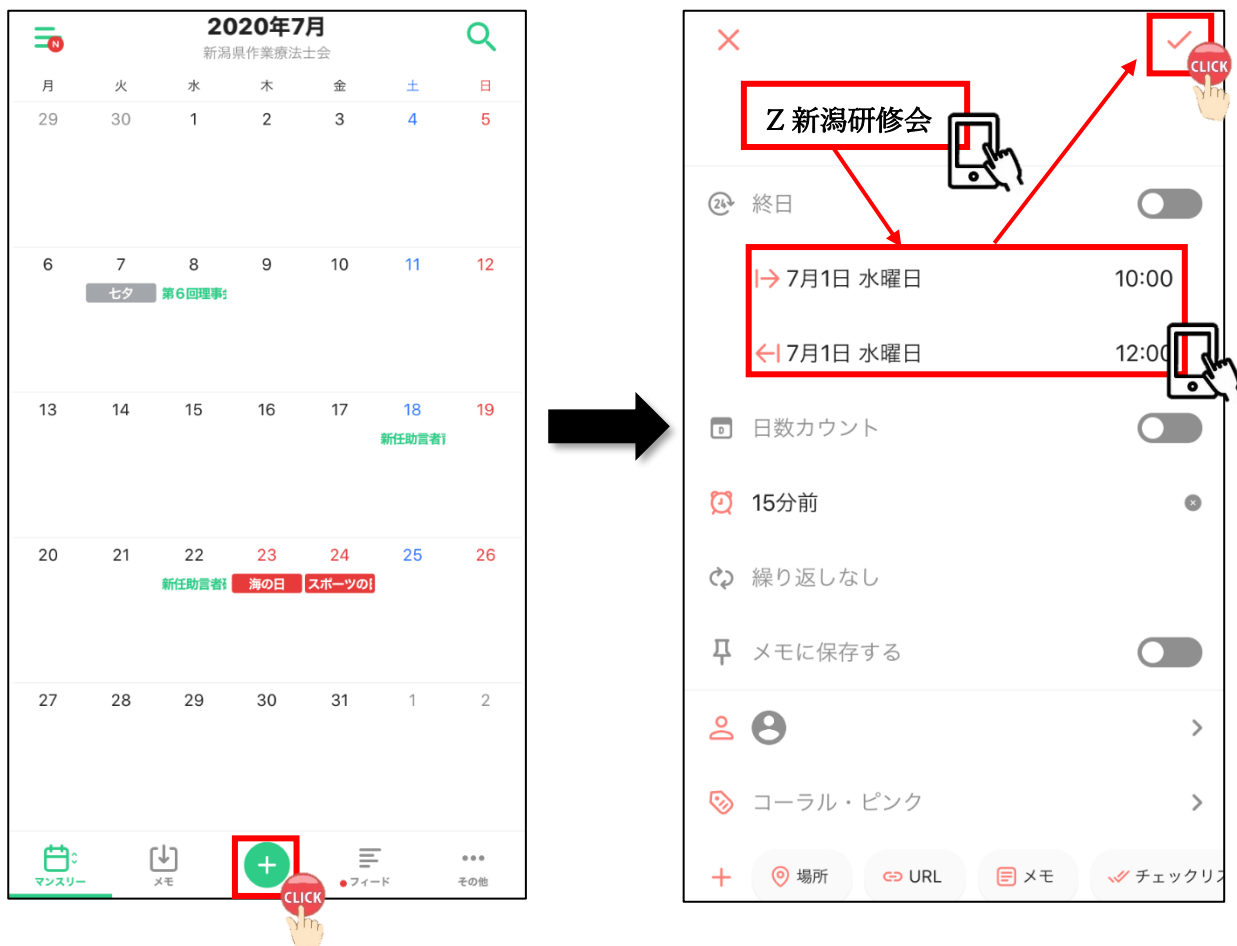 2020年7月
新潟県作業療法士会
月 火 水 木 金 土 日
29 30 1 2 3 4 5
6 7 8 9 10 11 12
七夕 第6回理事会
13 14 15 16 17 18 19
新任助言者
20 21 22 23 24 25 26
新任助言者 海の日 スポーツの
27 28 29 30 31 1 2
マンスリー メモ + フィード その他
N
CLICK
CLICK
Z 新潟研修会
24 終日
7月1日 水曜日 10:00
7月1日 水曜日 12:00
D 日数カウント
15分前
繰り返しなし
メモに保存する
コーラル・ピンク
+ 場所 URL メモ チェックリス